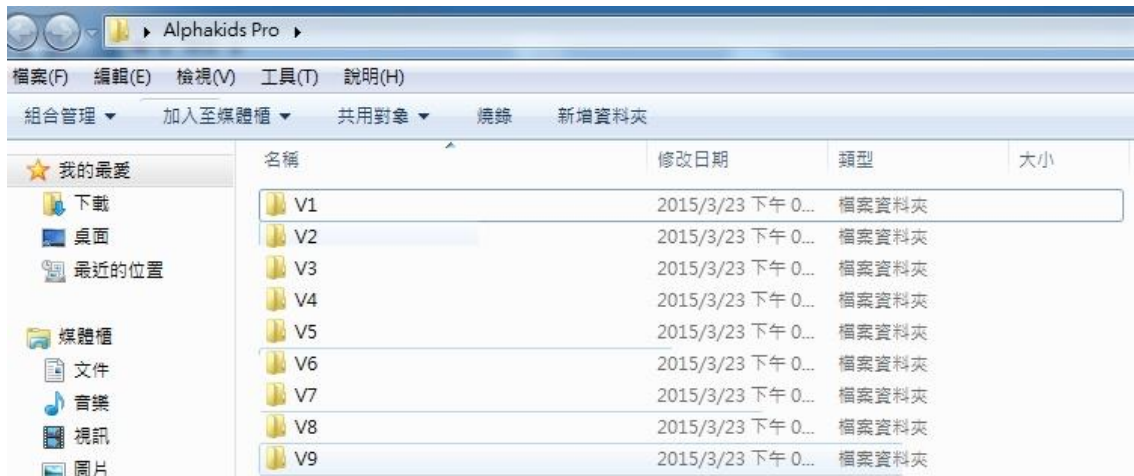 Alphakids Pro
檔案(F) 編輯(E) 檢視(V) 工具(T) 說明(H)
組合管理 加入至媒體櫃 共用對象 燒錄 新增資料夾
我的最愛
下載
桌面
最近的位置
媒體櫃
文件
音樂
視訊
圖片
名稱 修改日期 類型 大小
V1 2015/3/23 下午 0... 檔案資料夾
V2 2015/3/23 下午 0... 檔案資料夾
V3 2015/3/23 下午 0... 檔案資料夾
V4 2015/3/23 下午 0... 檔案資料夾
V5 2015/3/23 下午 0... 檔案資料夾
V6 2015/3/23 下午 0... 檔案資料夾
V7 2015/3/23 下午 0... 檔案資料夾
V8 2015/3/23 下午 0... 檔案資料夾
V9 2015/3/23 下午 0... 檔案資料夾